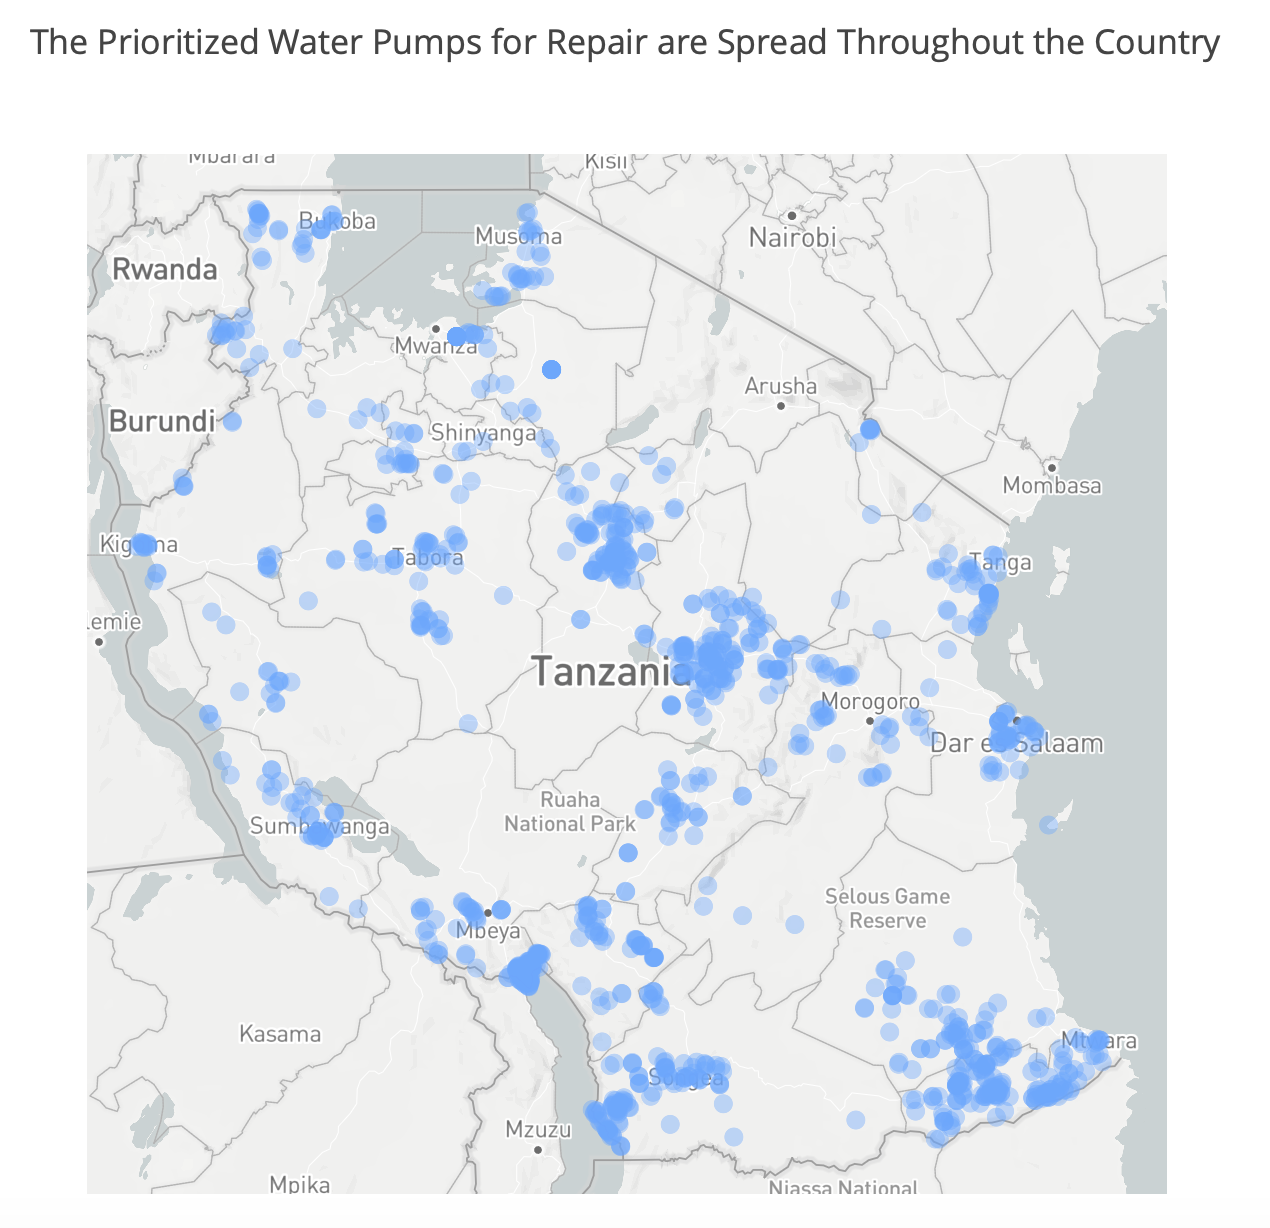 The Prioritized Water Pumps for Repair are Spread Throughout the Country
Mbarara
Kisii
Bukoba
Musoma
Nairobi
Rwanda
Mwanza
Arusha
Burundi
Shinyanga
Mombasa
Kigoma
Tabora
Tanga
lemie
Tanzania
Morogoro
Dar es Salaam
Ruaha
National Park
Sumbawanga
Selous Game
Reserve
Mbeya
Kasama
Mtwara
Songea
Mzuzu
Mpika
Niassa National